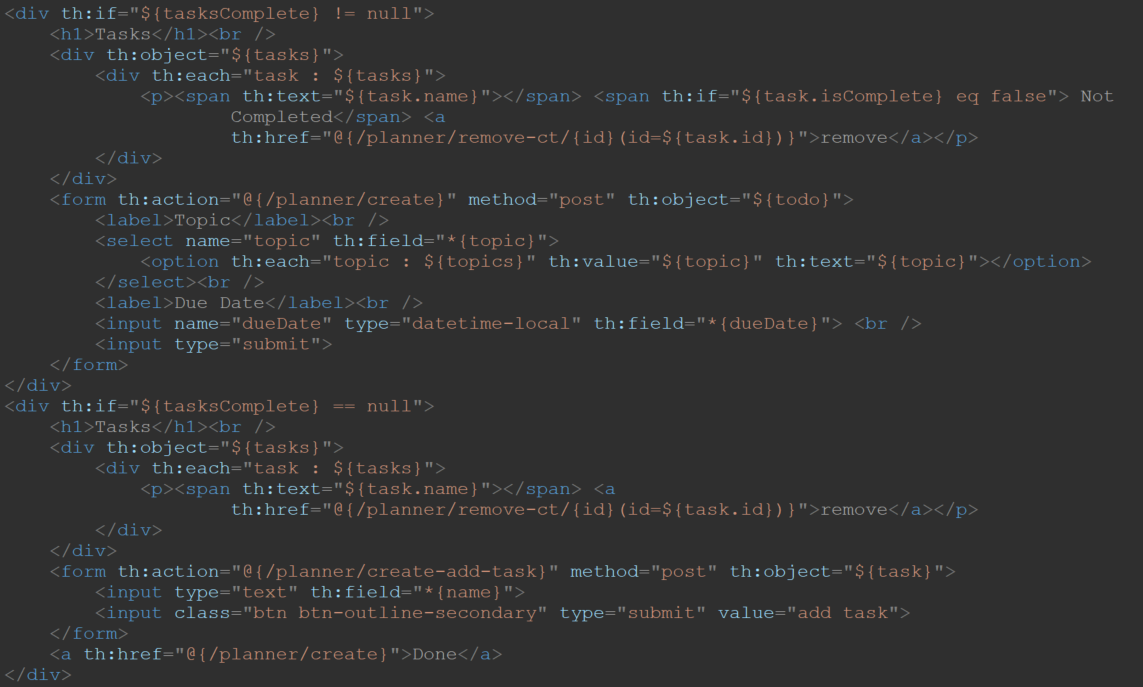 <div th:if="${tasksComplete} != null">
    <h1>Tasks</h1><br />
    <div th:object="${tasks}">
        <div th:each="task : ${tasks}">
            <p><span th:text="${task.name}"></span> <span th:if="${task.isComplete} eq false"> Not
                    Completed</span> <a
                    th:href="@{/planner/remove-ct/{id}(id=${task.id})}">remove</a></p>
        </div>
    </div>
    <form th:action="@{/planner/create}" method="post" th:object="${todo}">
        <label>Topic</label><br />
        <select name="topic" th:field="*{topic}">
            <option th:each="topic : ${topics}" th:value="${topic}" th:text="${topic}"></option>
        </select><br />
        <label>Due Date</label><br />
        <input name="dueDate" type="datetime-local" th:field="*{dueDate}"> <br />
        <input type="submit">
    </form>
</div>
<div th:if="${tasksComplete} == null">
    <h1>Tasks</h1><br />
    <div th:object="${tasks}">
        <div th:each="task : ${tasks}">
            <p><span th:text="${task.name}"></span> <a
                    th:href="@{/planner/remove-ct/{id}(id=${task.id})}">remove</a></p>
        </div>
    </div>
    <form th:action="@{/planner/create-add-task}" method="post" th:object="${task}">
        <input type="text" th:field="*{name}">
        <input class="btn btn-outline-secondary" type="submit" value="add task">
    </form>
    <a th:href="@{/planner/create}">Done</a>
</div>